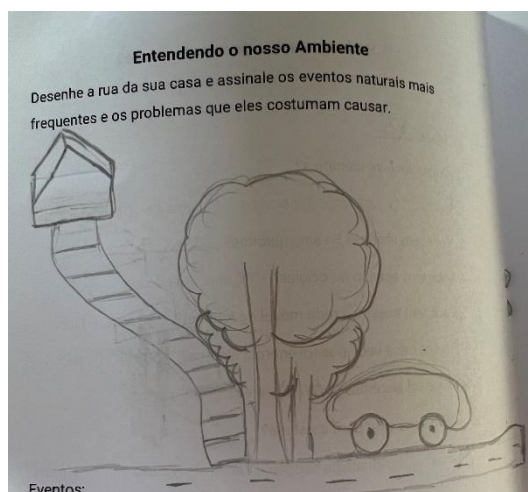 Entendendo o nosso Ambiente
Desenhe a rua da sua casa e assinale os eventos naturais mais
frequentes e os problemas que eles costumam causar.
Eventos: